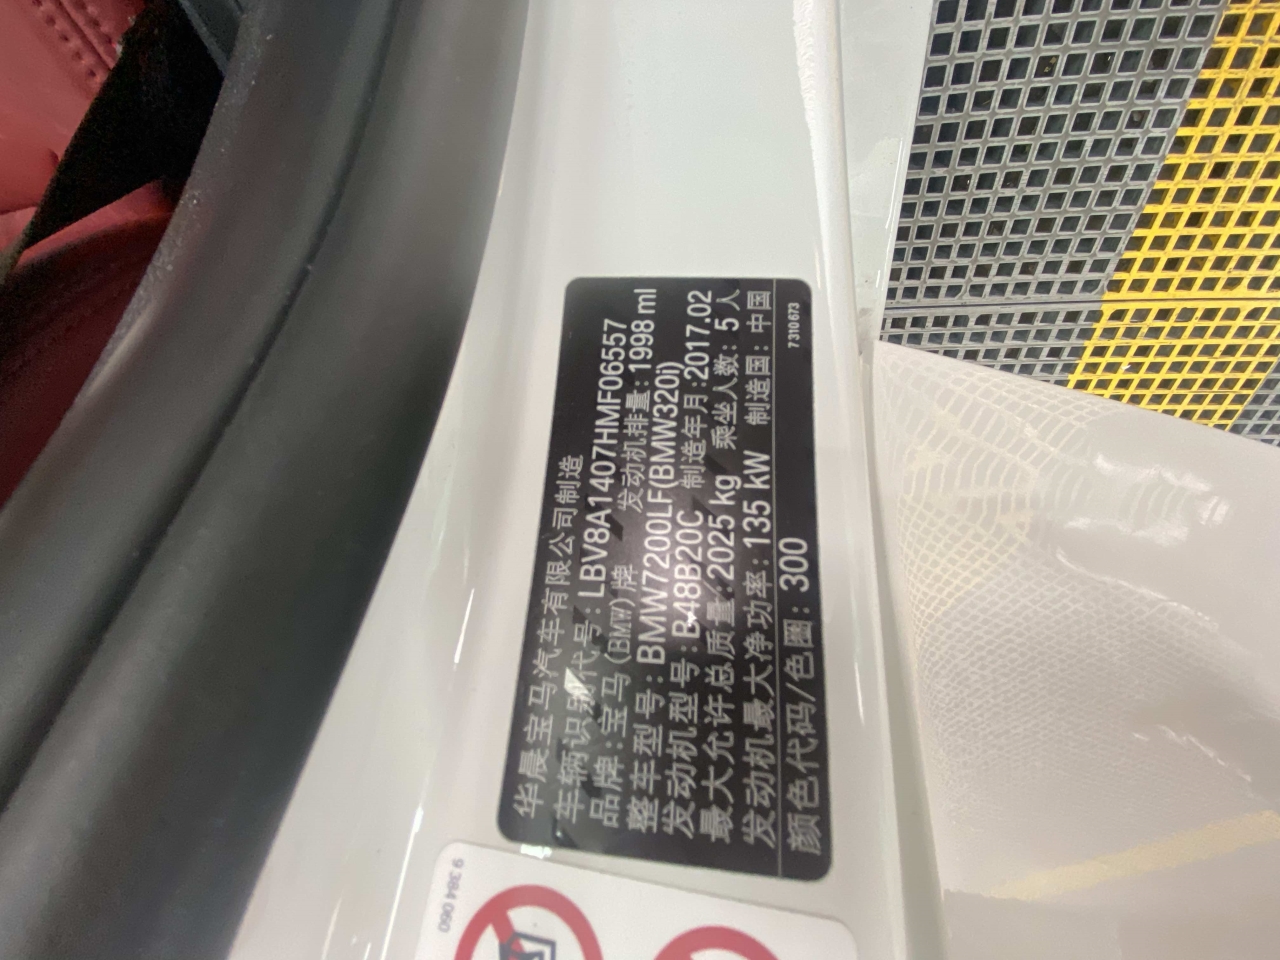 华晨宝马汽车有限公司制造
车辆识别代号:LBV8A1407HMF06557
品牌:宝马(BMW)牌 发动机排量:1998 ml
整车型号:BMW7200LF(BMW320i)
发动机型号:B48B20C 制造年月:2017.02
最大允许总质量:2025 kg 乘坐人数:5 人
发动机最大净功率:135 kW 制造国:中国
颜色代码/色圈:300 7310673
9 384 060